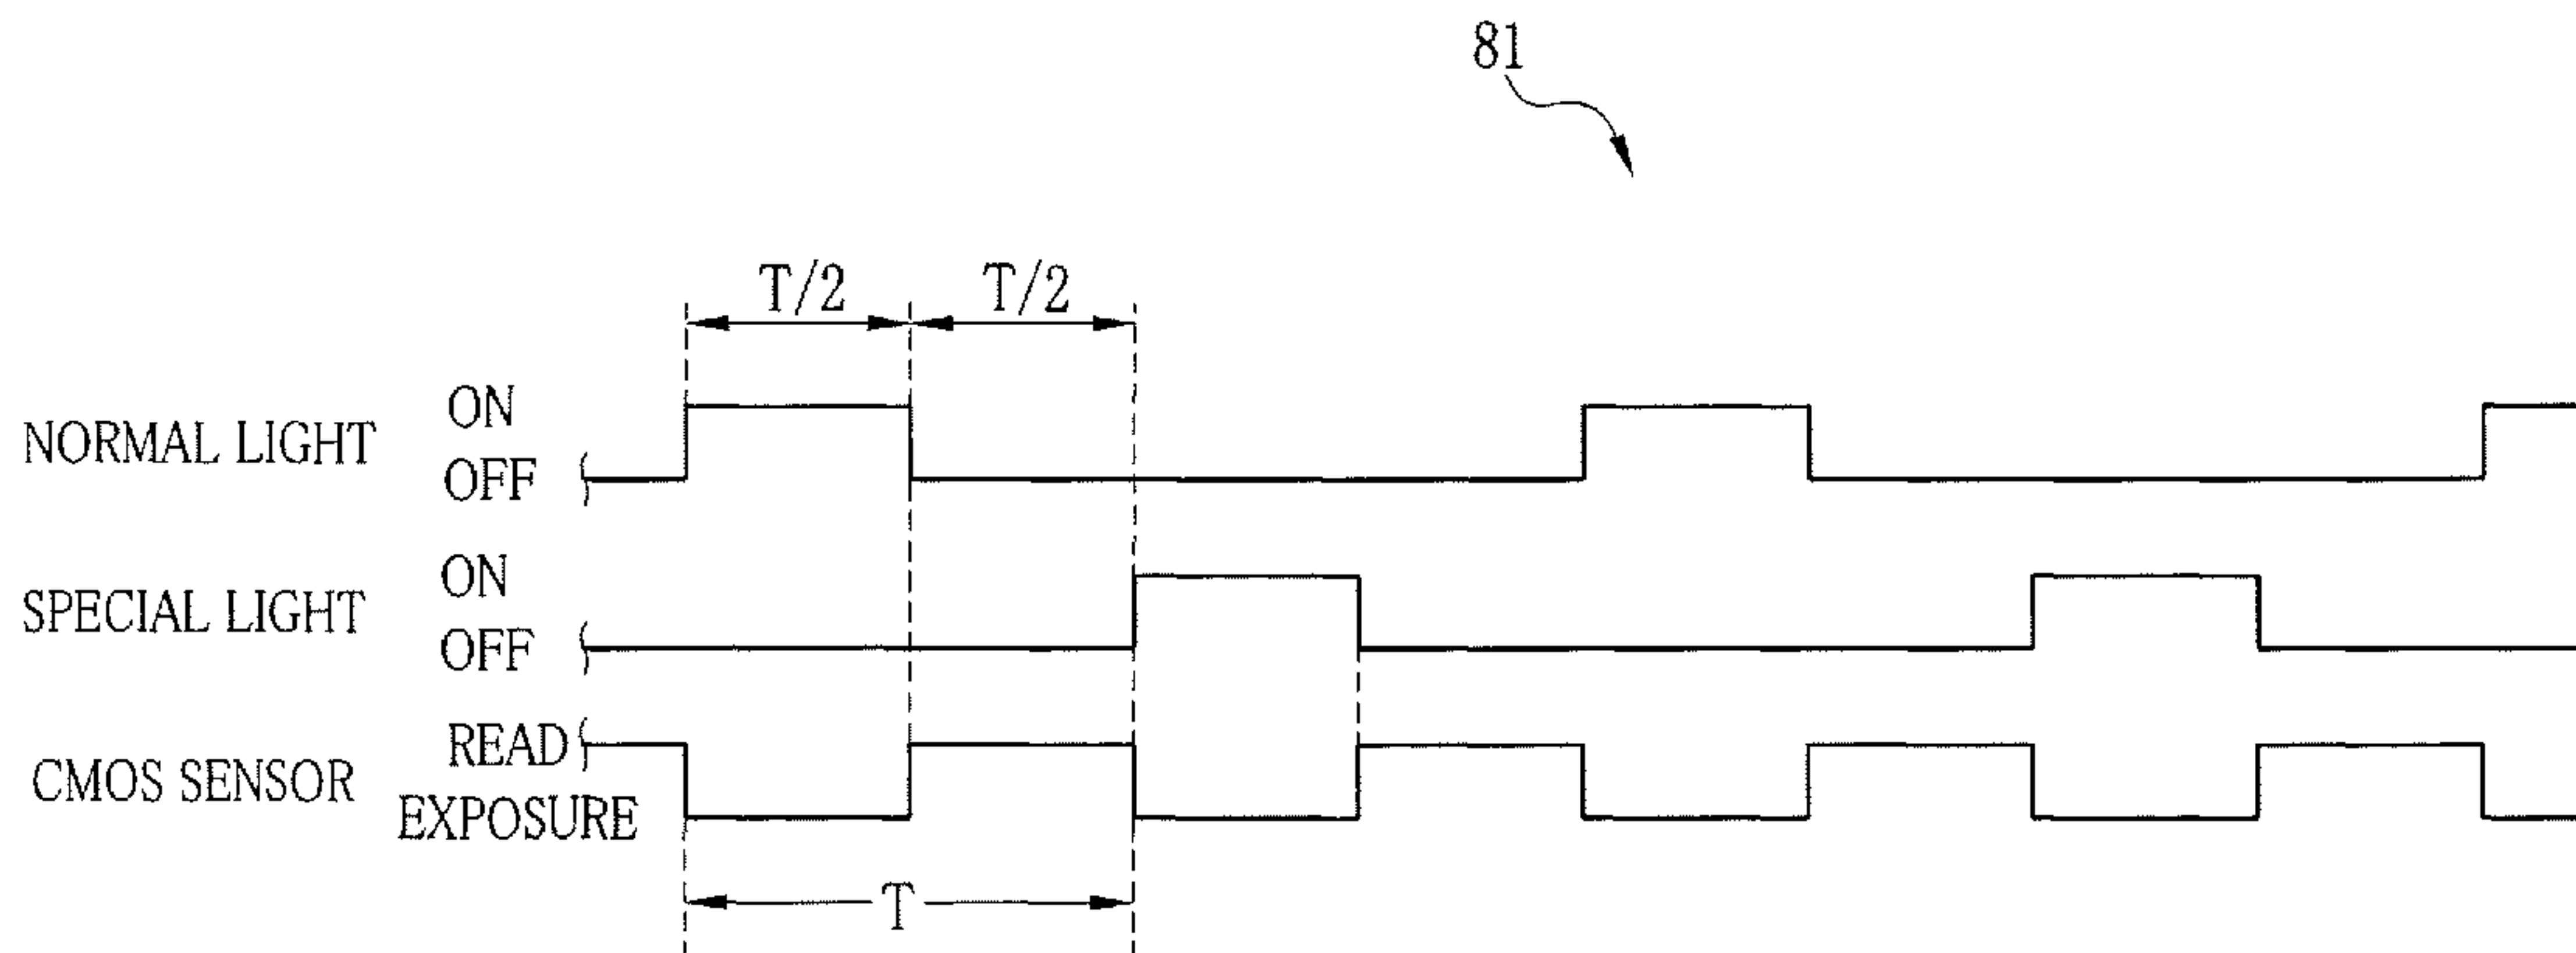 81
T/2 T/2
NORMAL LIGHT ON
OFF
SPECIAL LIGHT ON
OFF
CMOS SENSOR READ
EXPOSURE
T